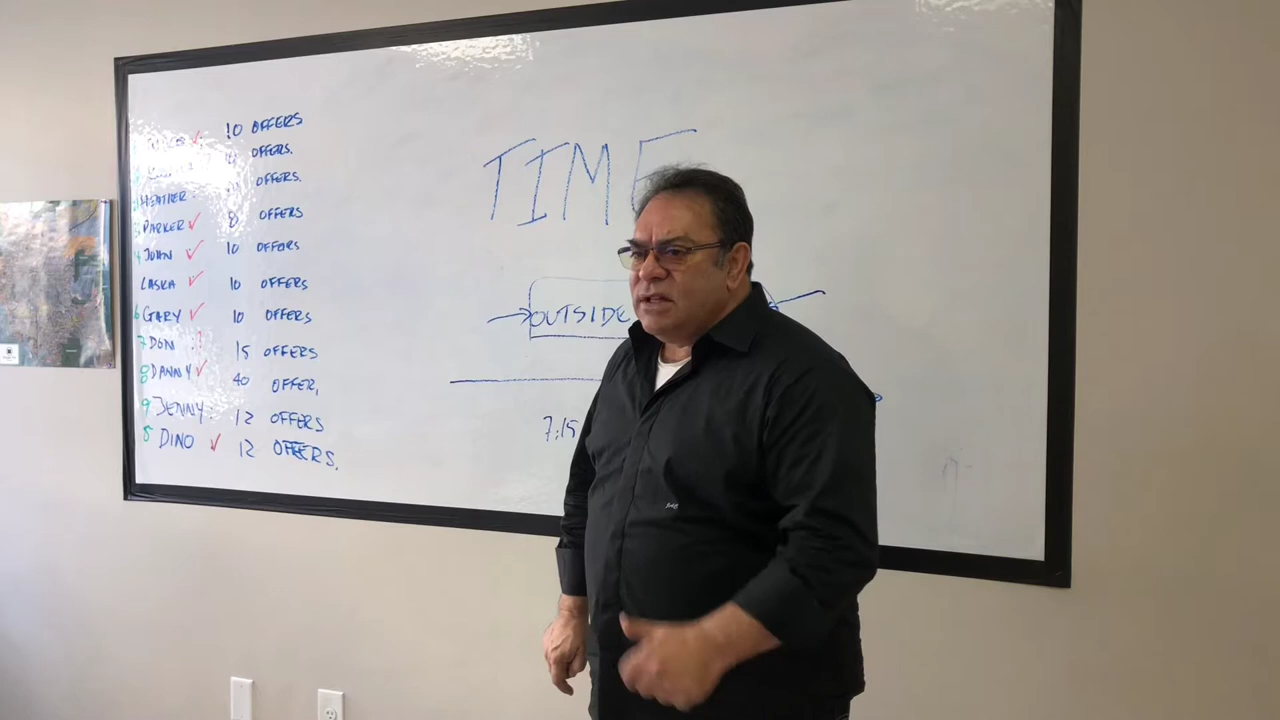 10 OFFERS
OFFERS.
HEATHER: OFFERS.
PARKER ✓ 8 OFFERS
JOHN ✓ 10 OFFERS
LASKA ✓ 10 OFFERS
6 GARY ✓ 10 OFFERS
7 DON :? 15 OFFERS
8 DANNY ✓ 40 OFFER,
9 JENNY: 12 OFFERS
DINO ✓ 12 OFFERS.
TIME
OUTSIDE
7:15